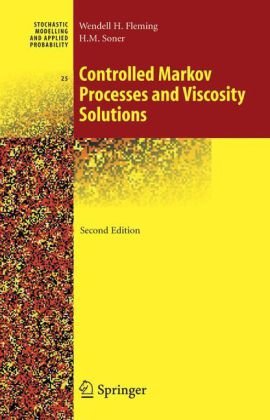 STOCHASTIC
MODELLING
AND APPLIED
PROBABILITY
25
Wendell H. Fleming
H.M. Soner
Controlled Markov
Processes and Viscosity
Solutions
Second Edition
Springer